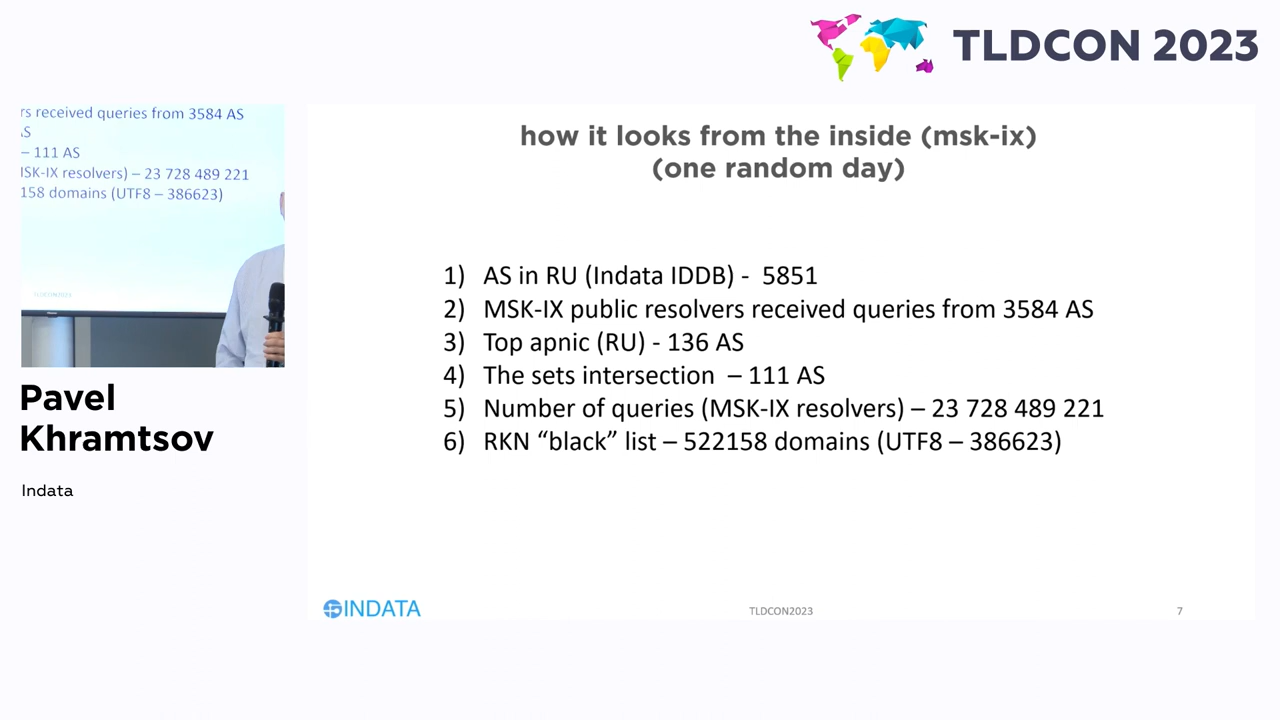 TLDCON 2023
rs received queries from 3584 AS
AS
– 111 AS
MSK-IX resolvers) – 23 728 489 221
158 domains (UTF8 – 386623)
TLDCON2023
Pavel
Khramtsov
Indata
how it looks from the inside (msk-ix)
(one random day)
1) AS in RU (Indata IDDB) - 5851
2) MSK-IX public resolvers received queries from 3584 AS
3) Top apnic (RU) - 136 AS
4) The sets intersection – 111 AS
5) Number of queries (MSK-IX resolvers) – 23 728 489 221
6) RKN “black” list – 522158 domains (UTF8 – 386623)
INDATA
TLDCON2023
7